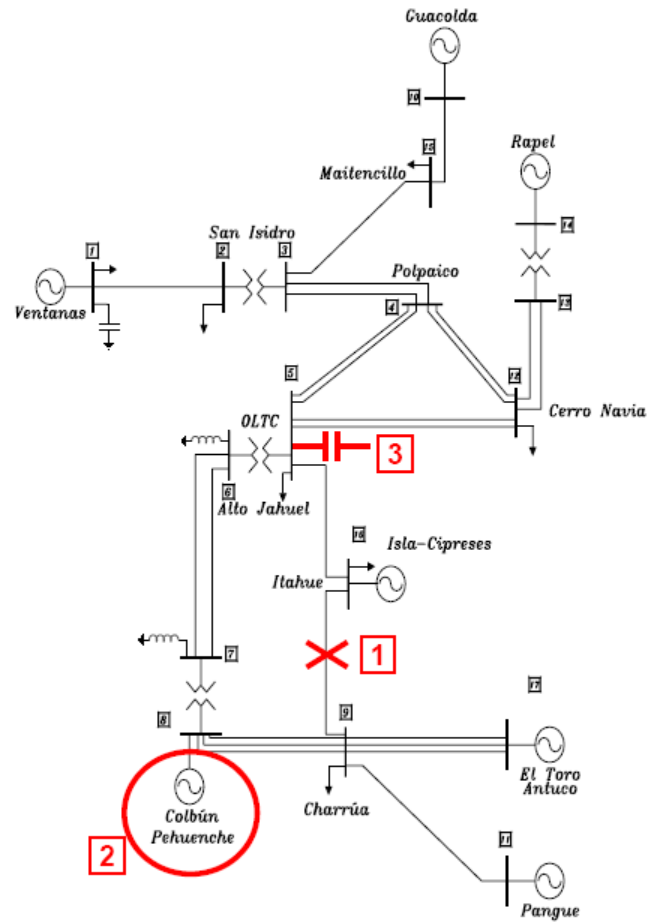 Guacolda
10
Rapel
15
Maitencillo
14
San Isidro
1
2
3
Polpaico
Ventanas
4
13
5
12
OLTC
Cerro Navia
3
6
Alto Jahuel
16
Isla-Cipreses
Itahue
1
7
17
8
9
El Toro
Antuco
Colbún
Pehuenche
Charrúa
2
11
Pangue